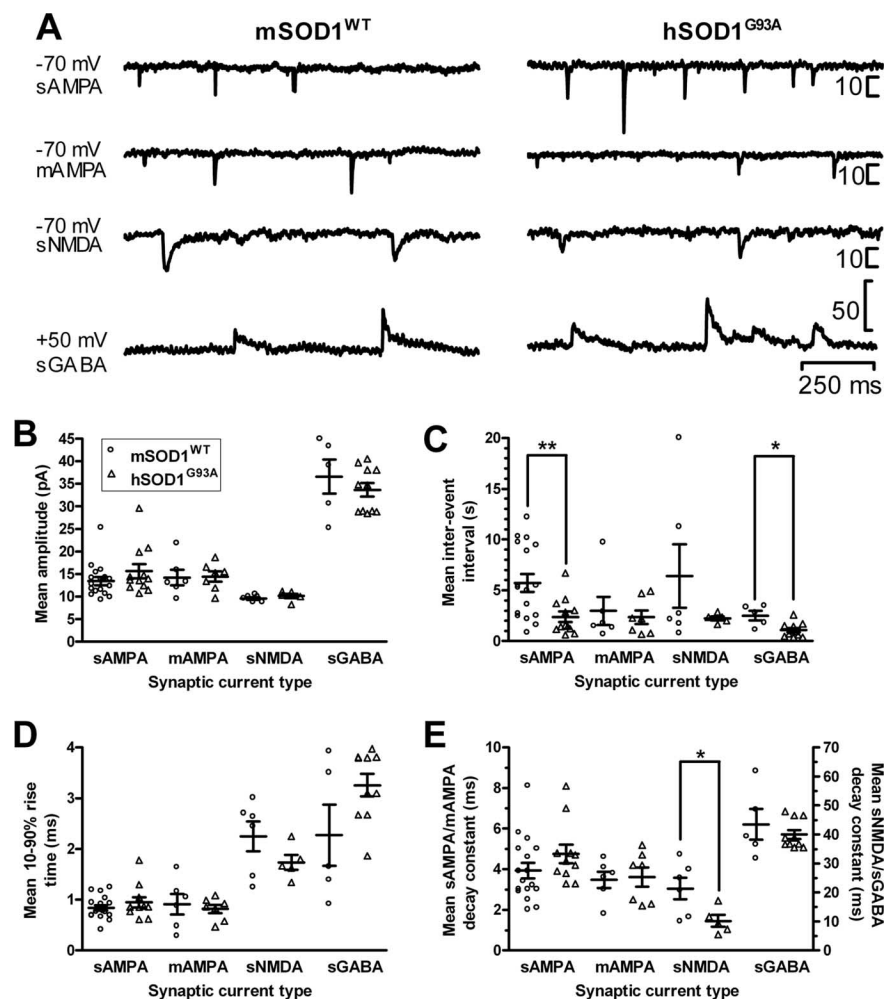 A
mSOD1WT
hSOD1G93A
-70 mV
sAMPA
10
-70 mV
mAMPA
10
-70 mV
sNMDA
10
50
+50 mV
sGABA
250 ms
B
Mean amplitude (pA)
45
40
35
30
25
20
15
10
5
0
mSOD1WT
hSOD1G93A
sAMPA mAMPA sNMDA sGABA
Synaptic current type
C
Mean inter-event
interval (s)
20
15
10
5
0
**
*
sAMPA mAMPA sNMDA sGABA
Synaptic current type
D
Mean 10-90% rise
time (ms)
4
3
2
1
0
sAMPA mAMPA sNMDA sGABA
Synaptic current type
E
Mean sAMPA/mAMPA
decay constant (ms)
10
8
6
4
2
0
*
70
60
50
40
30
20
10
0
Mean sNMDA/sGABA
decay constant (ms)
sAMPA mAMPA sNMDA sGABA
Synaptic current type